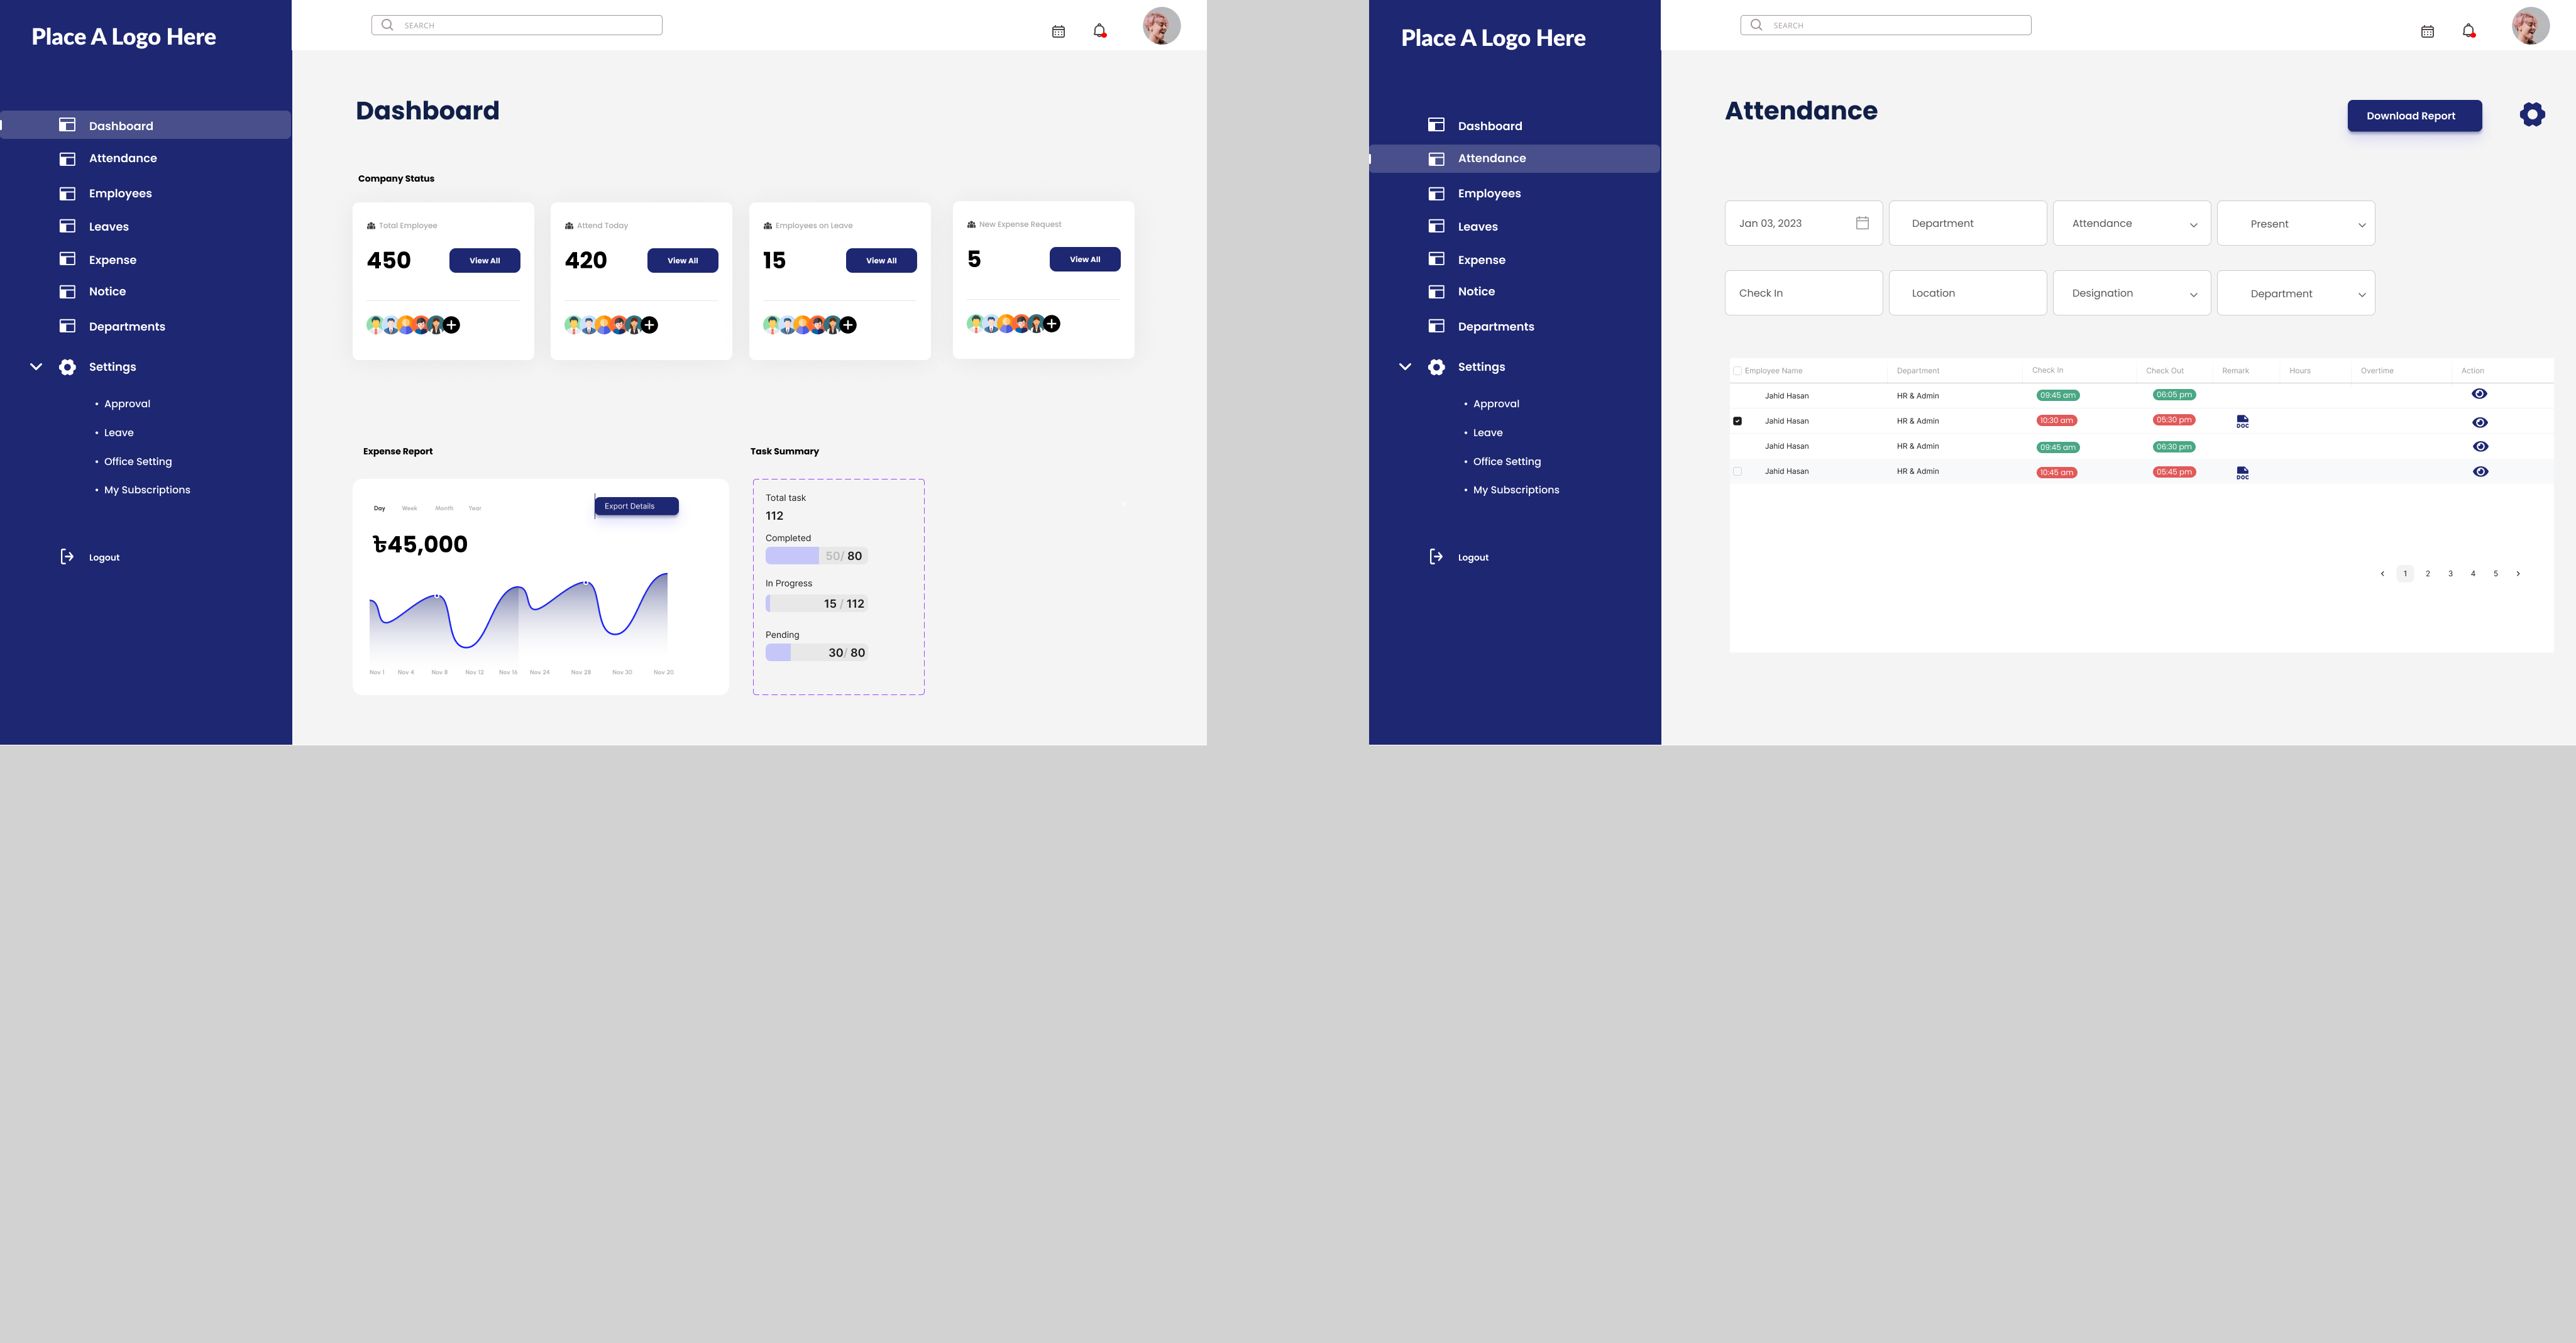 Place A Logo Here
Dashboard
Attendance
Employees
Leaves
Expense
Notice
Departments
Settings
• Approval
• Leave
• Office Setting
• My Subscriptions
Logout
SEARCH
Dashboard
Company Status
Total Employee
450 View All
Attend Today
420 View All
Employees on Leave
15 View All
New Expense Request
5 View All
Expense Report
Day Week Month Year
Export Details
৳45,000
Nov 1 Nov 4 Nov 8 Nov 12 Nov 16 Nov 24 Nov 28 Nov 30 Nov 20
Task Summary
Total task
112
Completed
50/ 80
In Progress
15 / 112
Pending
30/ 80
Place A Logo Here
Dashboard
Attendance
Employees
Leaves
Expense
Notice
Departments
Settings
• Approval
• Leave
• Office Setting
• My Subscriptions
Logout
SEARCH
Attendance
Download Report
Jan 03, 2023 Department Attendance Present
Check In Location Designation Department
Employee Name Department Check In Check Out Remark Hours Overtime Action
Jahid Hasan HR & Admin 09:45 am 06:05 pm
Jahid Hasan HR & Admin 10:30 am 05:30 pm DOC
Jahid Hasan HR & Admin 09:45 am 06:30 pm
Jahid Hasan HR & Admin 10:45 am 05:45 pm DOC
‹ 1 2 3 4 5 ›